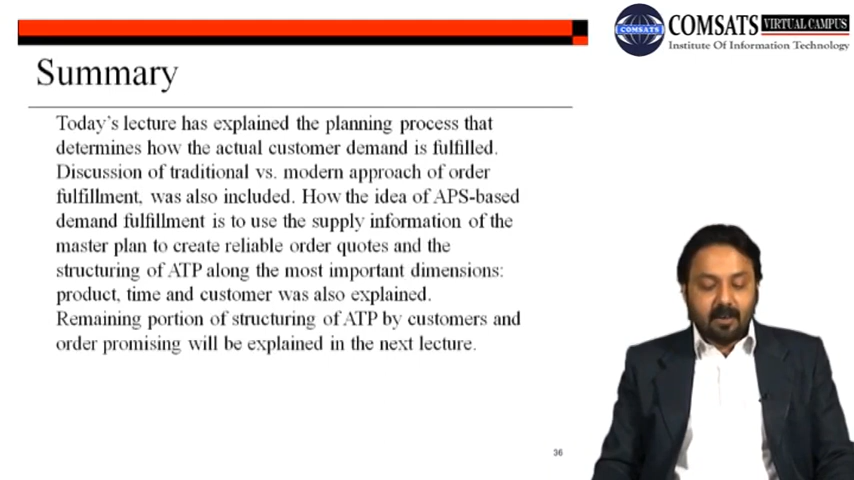 COMSATS VIRTUAL CAMPUS
COMSATS
Institute Of Information Technology
Summary
Today's lecture has explained the planning process that
determines how the actual customer demand is fulfilled.
Discussion of traditional vs. modern approach of order
fulfillment, was also included. How the idea of APS-based
demand fulfillment is to use the supply information of the
master plan to create reliable order quotes and the
structuring of ATP along the most important dimensions:
product, time and customer was also explained.
Remaining portion of structuring of ATP by customers and
order promising will be explained in the next lecture.
36